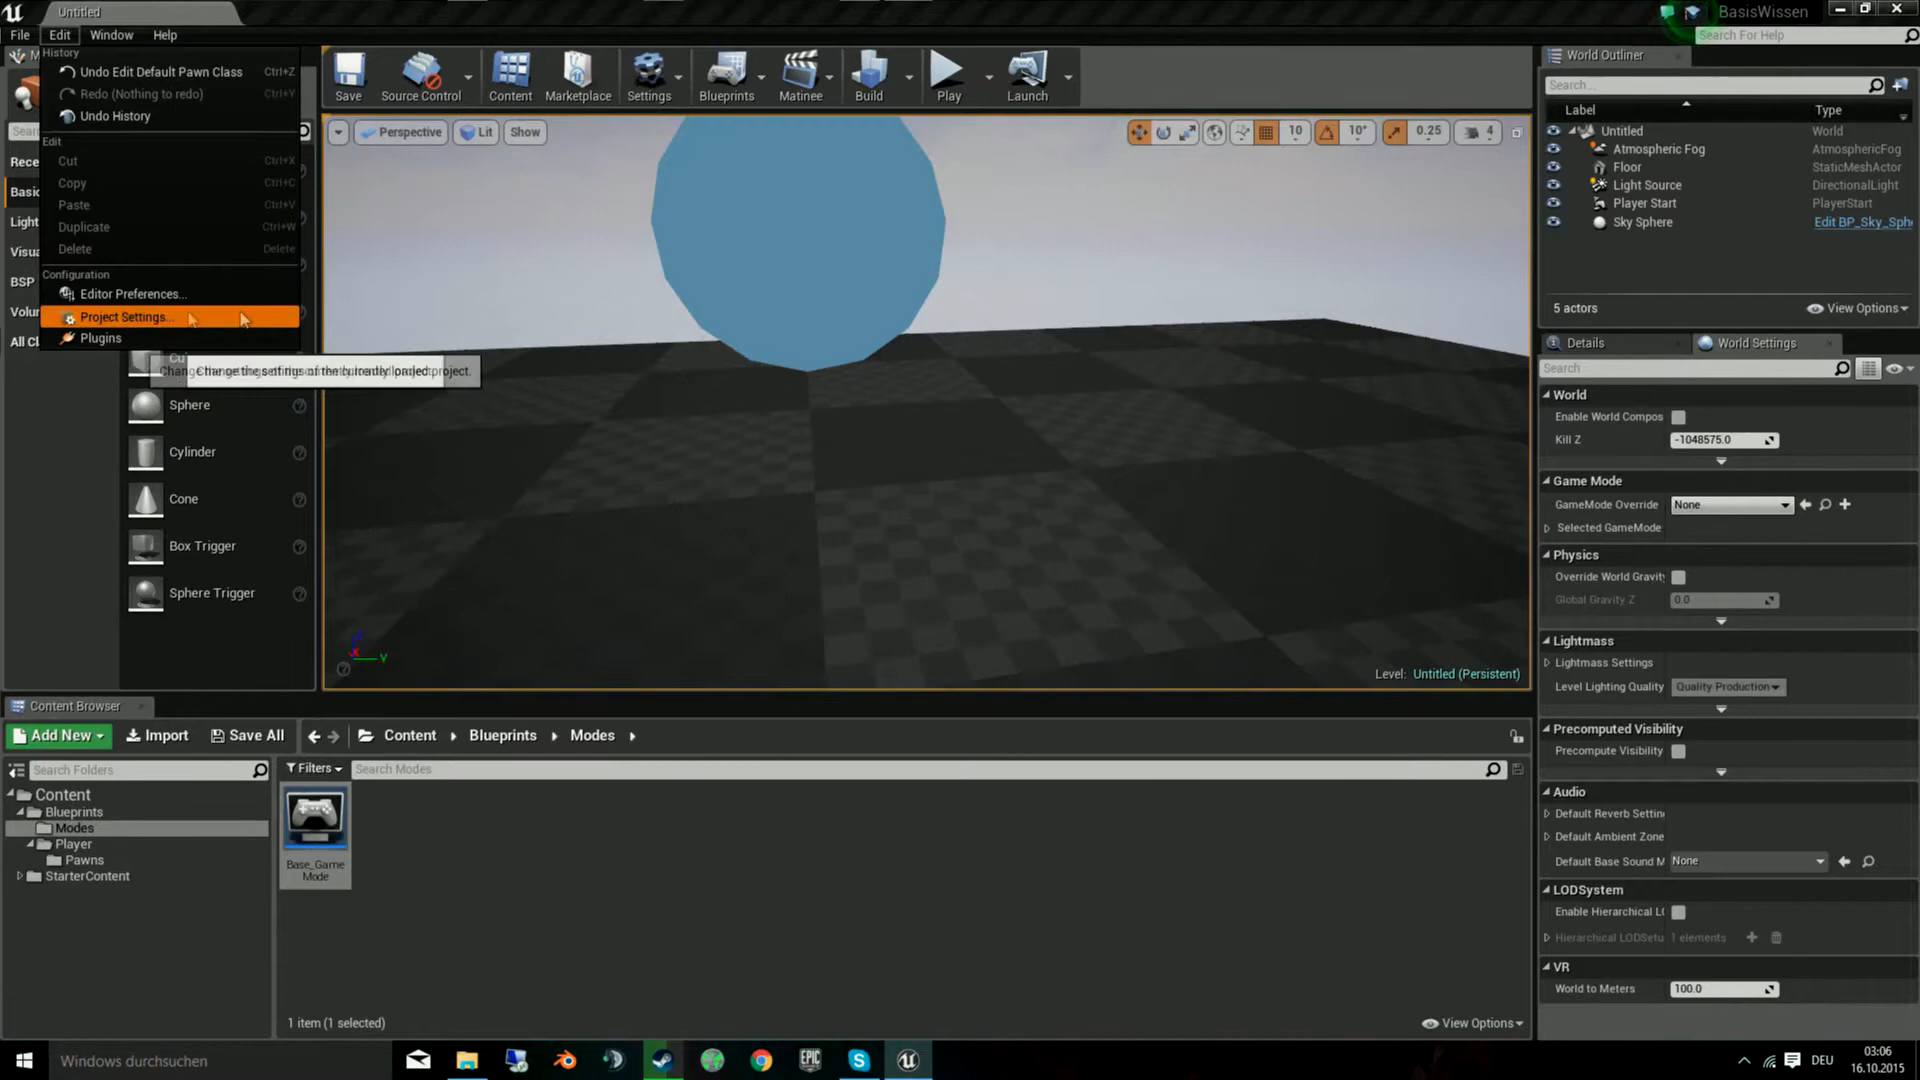 Untitled
BasisWissen
File Edit Window Help
Search For Help
History
Undo Edit Default Pawn Class Ctrl+Z
Redo (Nothing to redo) Ctrl+Y
Undo History
Edit
Cut Ctrl+X
Copy Ctrl+C
Paste Ctrl+V
Duplicate Ctrl+W
Delete Delete
Configuration
Editor Preferences...
Project Settings...
Plugins
Change the settings of the currently loaded project.
Rece
Basic
Light
Visua
BSP
Volu
All Cl
Cu
Sphere
Cylinder
Cone
Box Trigger
Sphere Trigger
Save Source Control Content Marketplace Settings Blueprints Matinee Build Play Launch
Perspective Lit Show
10 10° 0.25 4
Z
X
Y
Level: Untitled (Persistent)
World Outliner
Search...
Label Type
Untitled World
Atmospheric Fog AtmosphericFog
Floor StaticMeshActor
Light Source DirectionalLight
Player Start PlayerStart
Sky Sphere Edit BP_Sky_Sph
5 actors View Options
Details World Settings
Search
World
Enable World Compos
Kill Z -1048575.0
Game Mode
GameMode Override None
Selected GameMode
Physics
Override World Gravit
Global Gravity Z 0.0
Lightmass
Lightmass Settings
Level Lighting Quality Quality Production
Precomputed Visibility
Precompute Visibility
Audio
Default Reverb Settin
Default Ambient Zone
Default Base Sound M None
LODSystem
Enable Hierarchical LO
Hierarchical LODSetu 1 elements
VR
World to Meters 100.0
Content Browser
Add New Import Save All Content Blueprints Modes
Search Folders
Filters Search Modes
Content
Blueprints
Modes
Player
Pawns
StarterContent
Base_Game
Mode
1 item (1 selected) View Options
Windows durchsuchen
EPIC
GAMES
DEU
03:06
16.10.2015